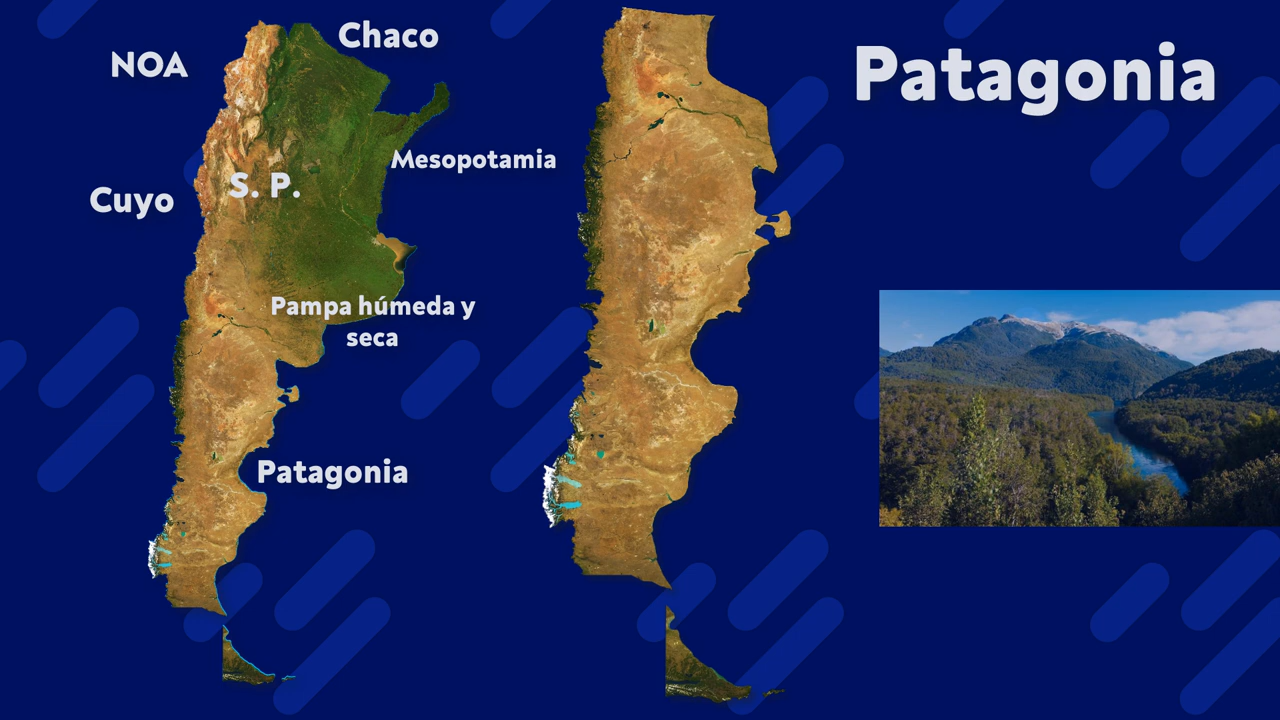 Chaco
NOA
Patagonia
Mesopotamia
S. P.
Cuyo
Pampa húmeda y
seca
Patagonia